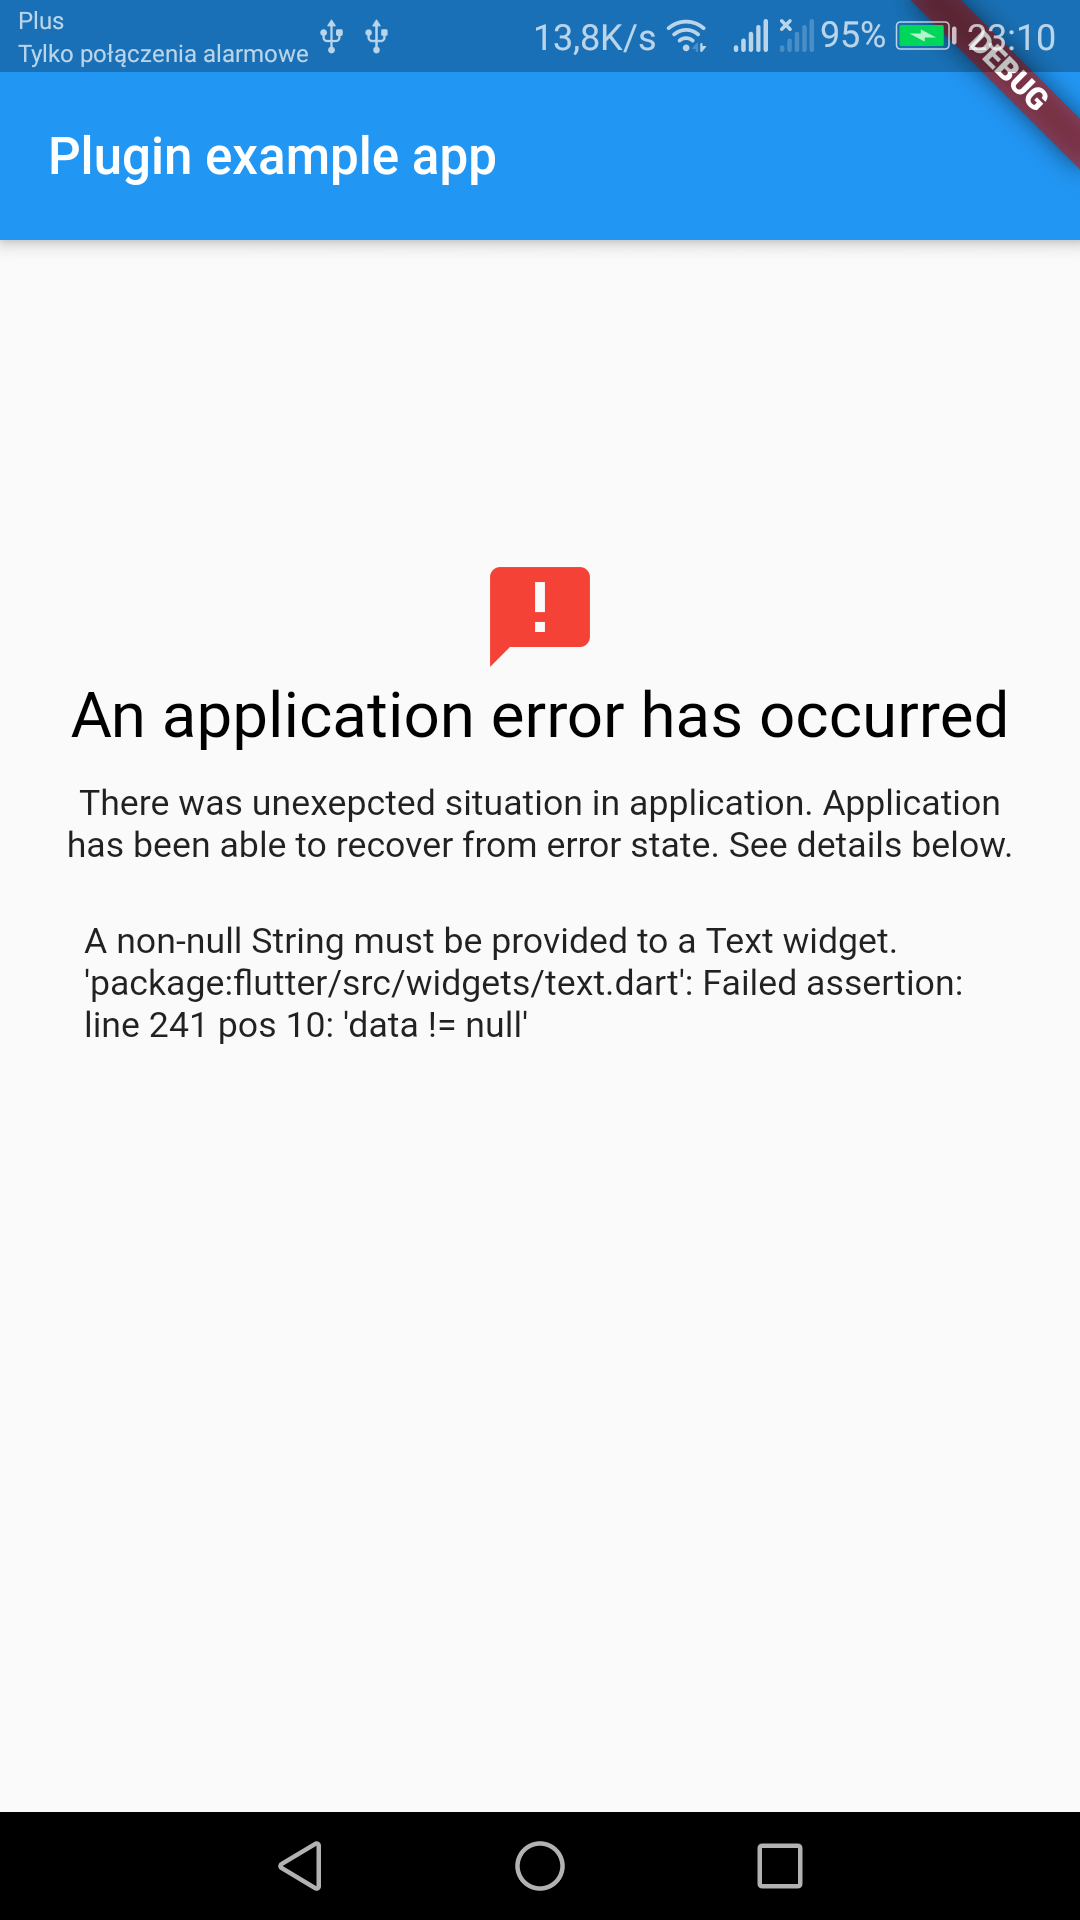 Plus
Tylko połączenia alarmowe
13,8K/s
95%
23:10
DEBUG
Plugin example app
An application error has occurred
There was unexepcted situation in application. Application
has been able to recover from error state. See details below.
A non-null String must be provided to a Text widget.
'package:flutter/src/widgets/text.dart': Failed assertion:
line 241 pos 10: 'data != null'